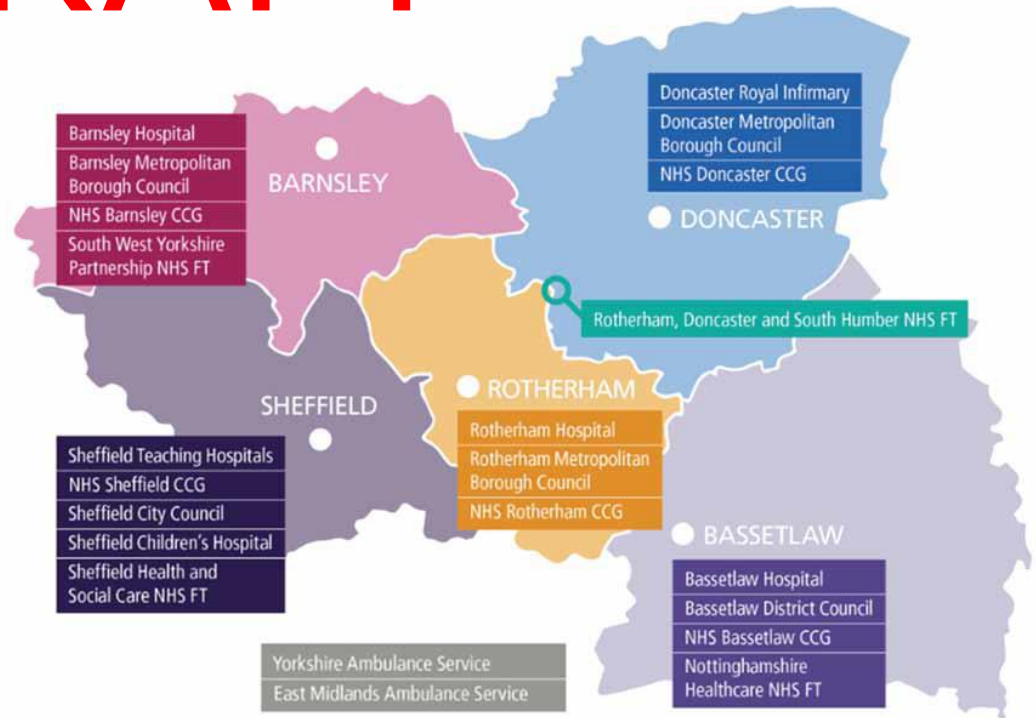 Doncaster Royal Infirmary
Doncaster Metropolitan
Borough Council
NHS Doncaster CCG
DONCASTER
Barnsley Hospital
Barnsley Metropolitan
Borough Council
NHS Barnsley CCG
South West Yorkshire
Partnership NHS FT
BARNSLEY
Rotherham, Doncaster and South Humber NHS FT
SHEFFIELD
Sheffield Teaching Hospitals
NHS Sheffield CCG
Sheffield City Council
Sheffield Children's Hospital
Sheffield Health and
Social Care NHS FT
ROTHERHAM
Rotherham Hospital
Rotherham Metropolitan
Borough Council
NHS Rotherham CCG
BASSETLAW
Bassetlaw Hospital
Bassetlaw District Council
NHS Bassetlaw CCG
Nottinghamshire
Healthcare NHS FT
Yorkshire Ambulance Service
East Midlands Ambulance Service